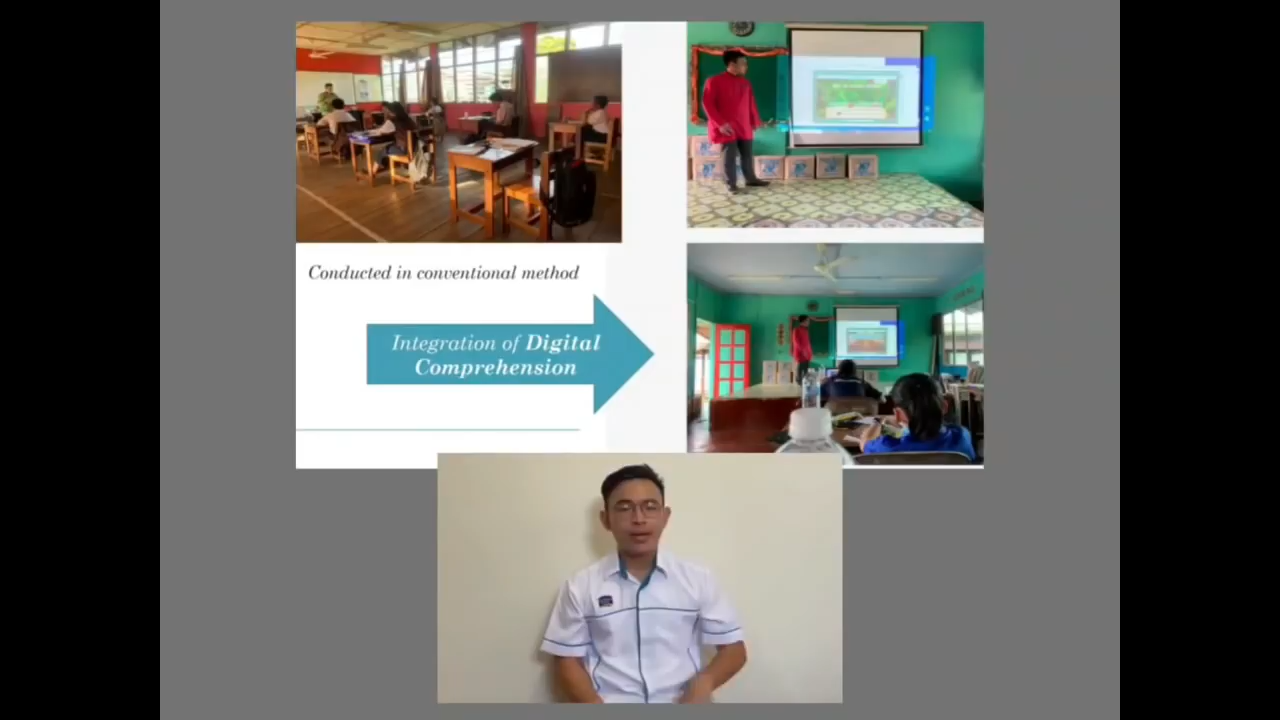 Conducted in conventional method
Integration of Digital
Comprehension